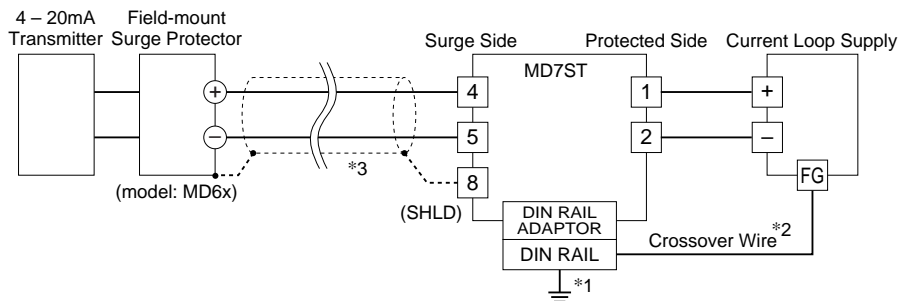 4 – 20mA
Transmitter
Field-mount
Surge Protector
Surge Side
Protected Side
Current Loop Supply
MD7ST
+
4
1
+
–
5
2
–
*3
8
FG
(model: MD6x)
(SHLD)
DIN RAIL
ADAPTOR
Crossover Wire*2
DIN RAIL
*1